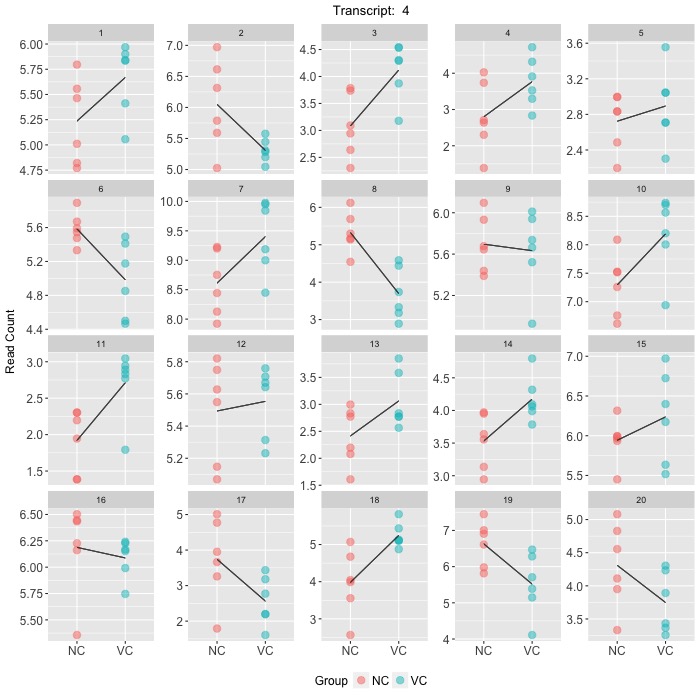 Transcript: 4
1 2 3 4 5
6.00 7.0 4.5 4 3.6
5.75 6.5 4.0 3 3.2
5.50 6.0 3.5 2 2.8
5.25 5.5 3.0 2.4
5.00 5.0 2.5
4.75
6 7 8 9 10
5.6 10.0 6 6.0 8.5
5.2 9.5 5 5.6 8.0
4.8 9.0 4 5.2 7.5
4.4 8.5 3 7.0
8.0
Read Count
11 12 13 14 15
3.0 5.8 3.5 4.5 7.0
2.5 5.6 3.0 4.0 6.5
2.0 5.4 2.5 3.5 6.0
1.5 5.2 2.0 3.0 5.5
1.5
16 17 18 19 20
6.50 5 5 7 5.0
6.25 4 4 6 4.5
6.00 3 3 5 4.0
5.75 2 4 3.5
5.50
NC VC NC VC NC VC NC VC NC VC
Group NC VC